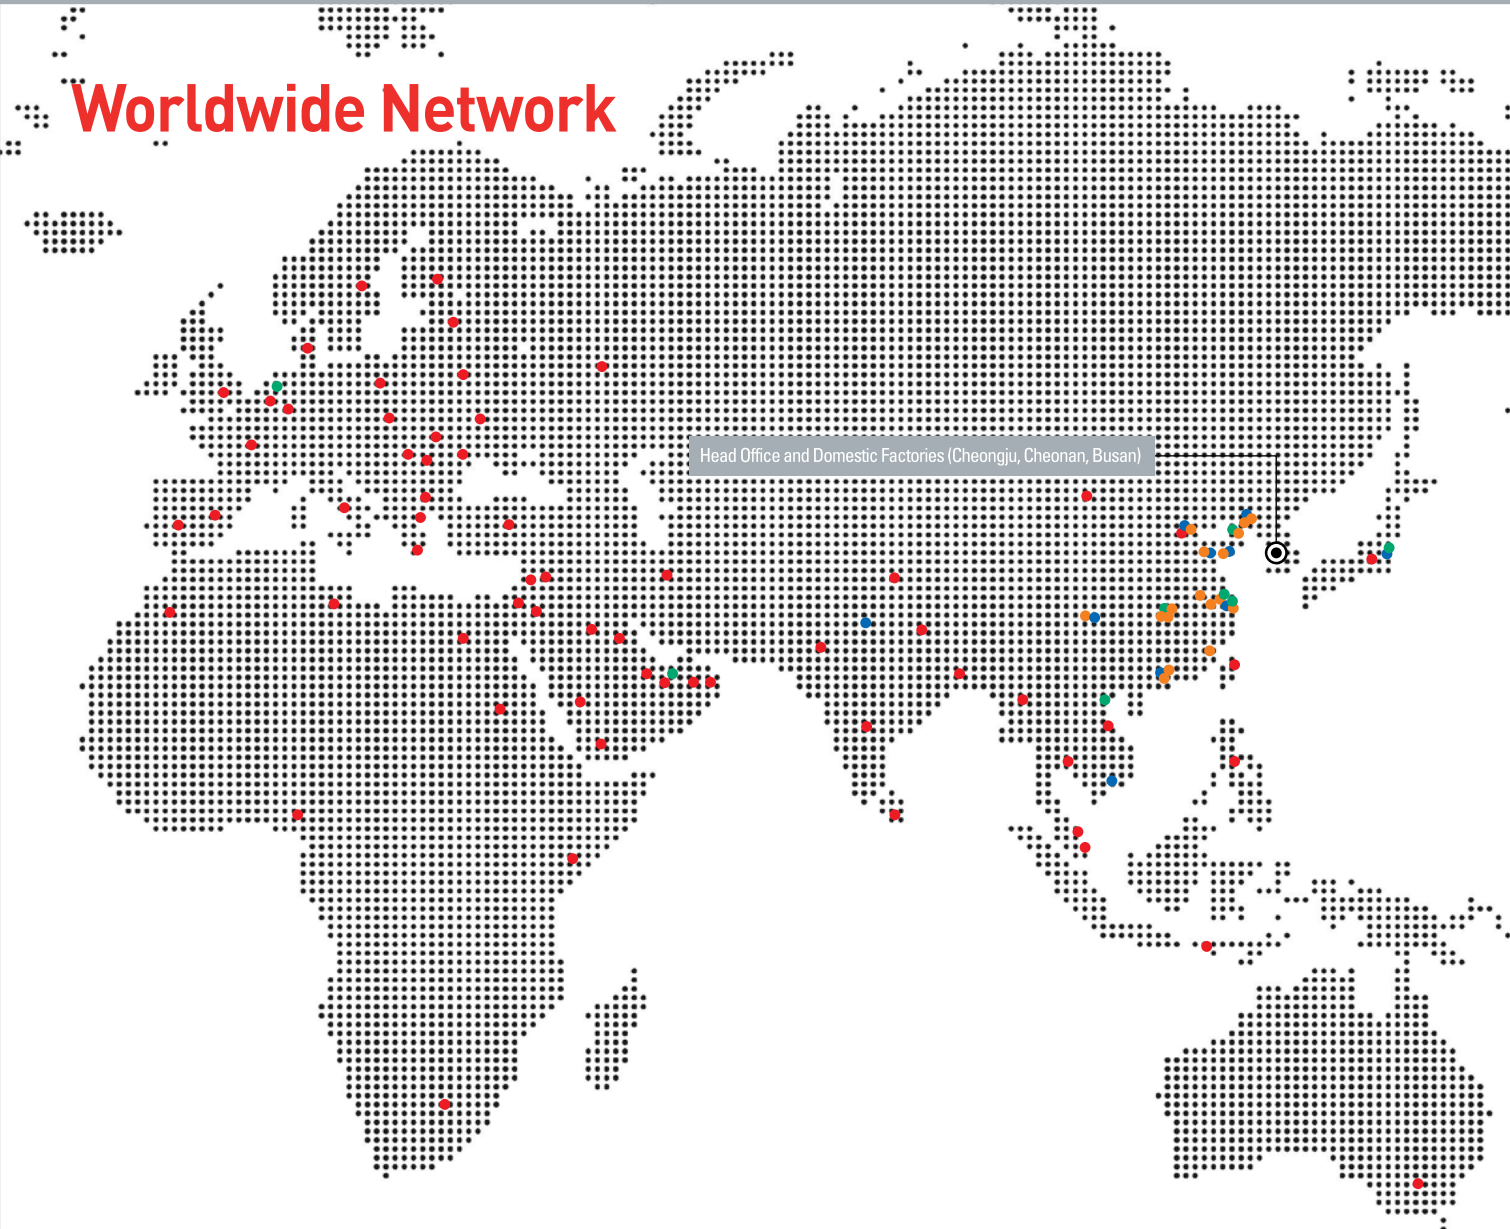 Worldwide Network
Head Office and Domestic Factories (Cheongju, Cheonan, Busan)